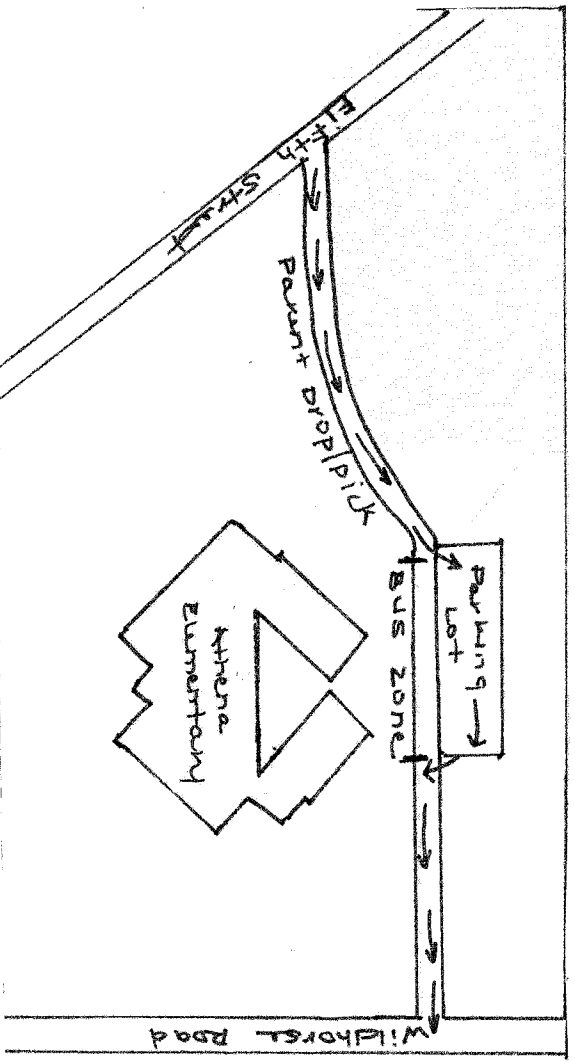 Fifth
Street
Parent Drop/pick
Parking
Lot
Bus Zone
Athena
Elementary
Wildhorse Road